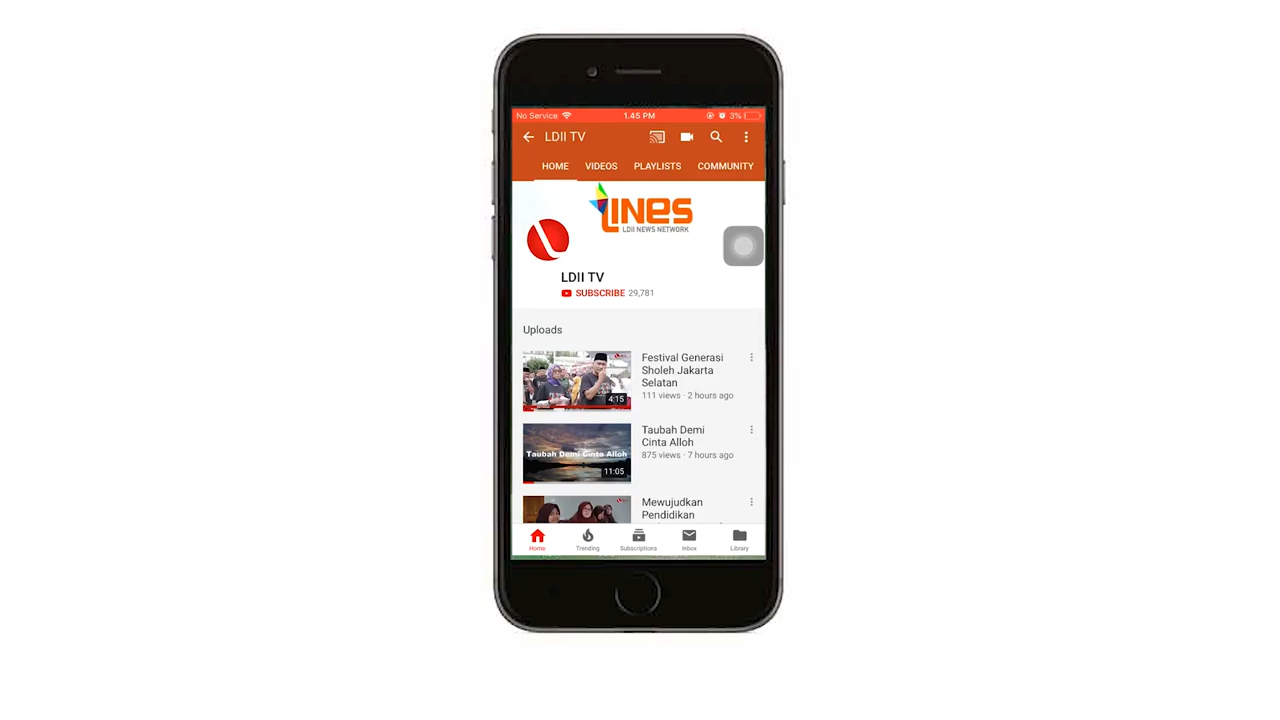 No Service 1.45 PM 3%
LDII TV
HOME VIDEOS PLAYLISTS COMMUNITY
LINES
LDII NEWS NETWORK
LDII TV
SUBSCRIBE 29,781
Uploads
Festival Generasi
Sholeh Jakarta
Selatan
111 views · 2 hours ago
4:15
Taubah Demi
Cinta Alloh
875 views · 7 hours ago
Taubah Demi Cinta Alloh
11:05
Mewujudkan
Pendidikan
Home Trending Subscriptions Inbox Library